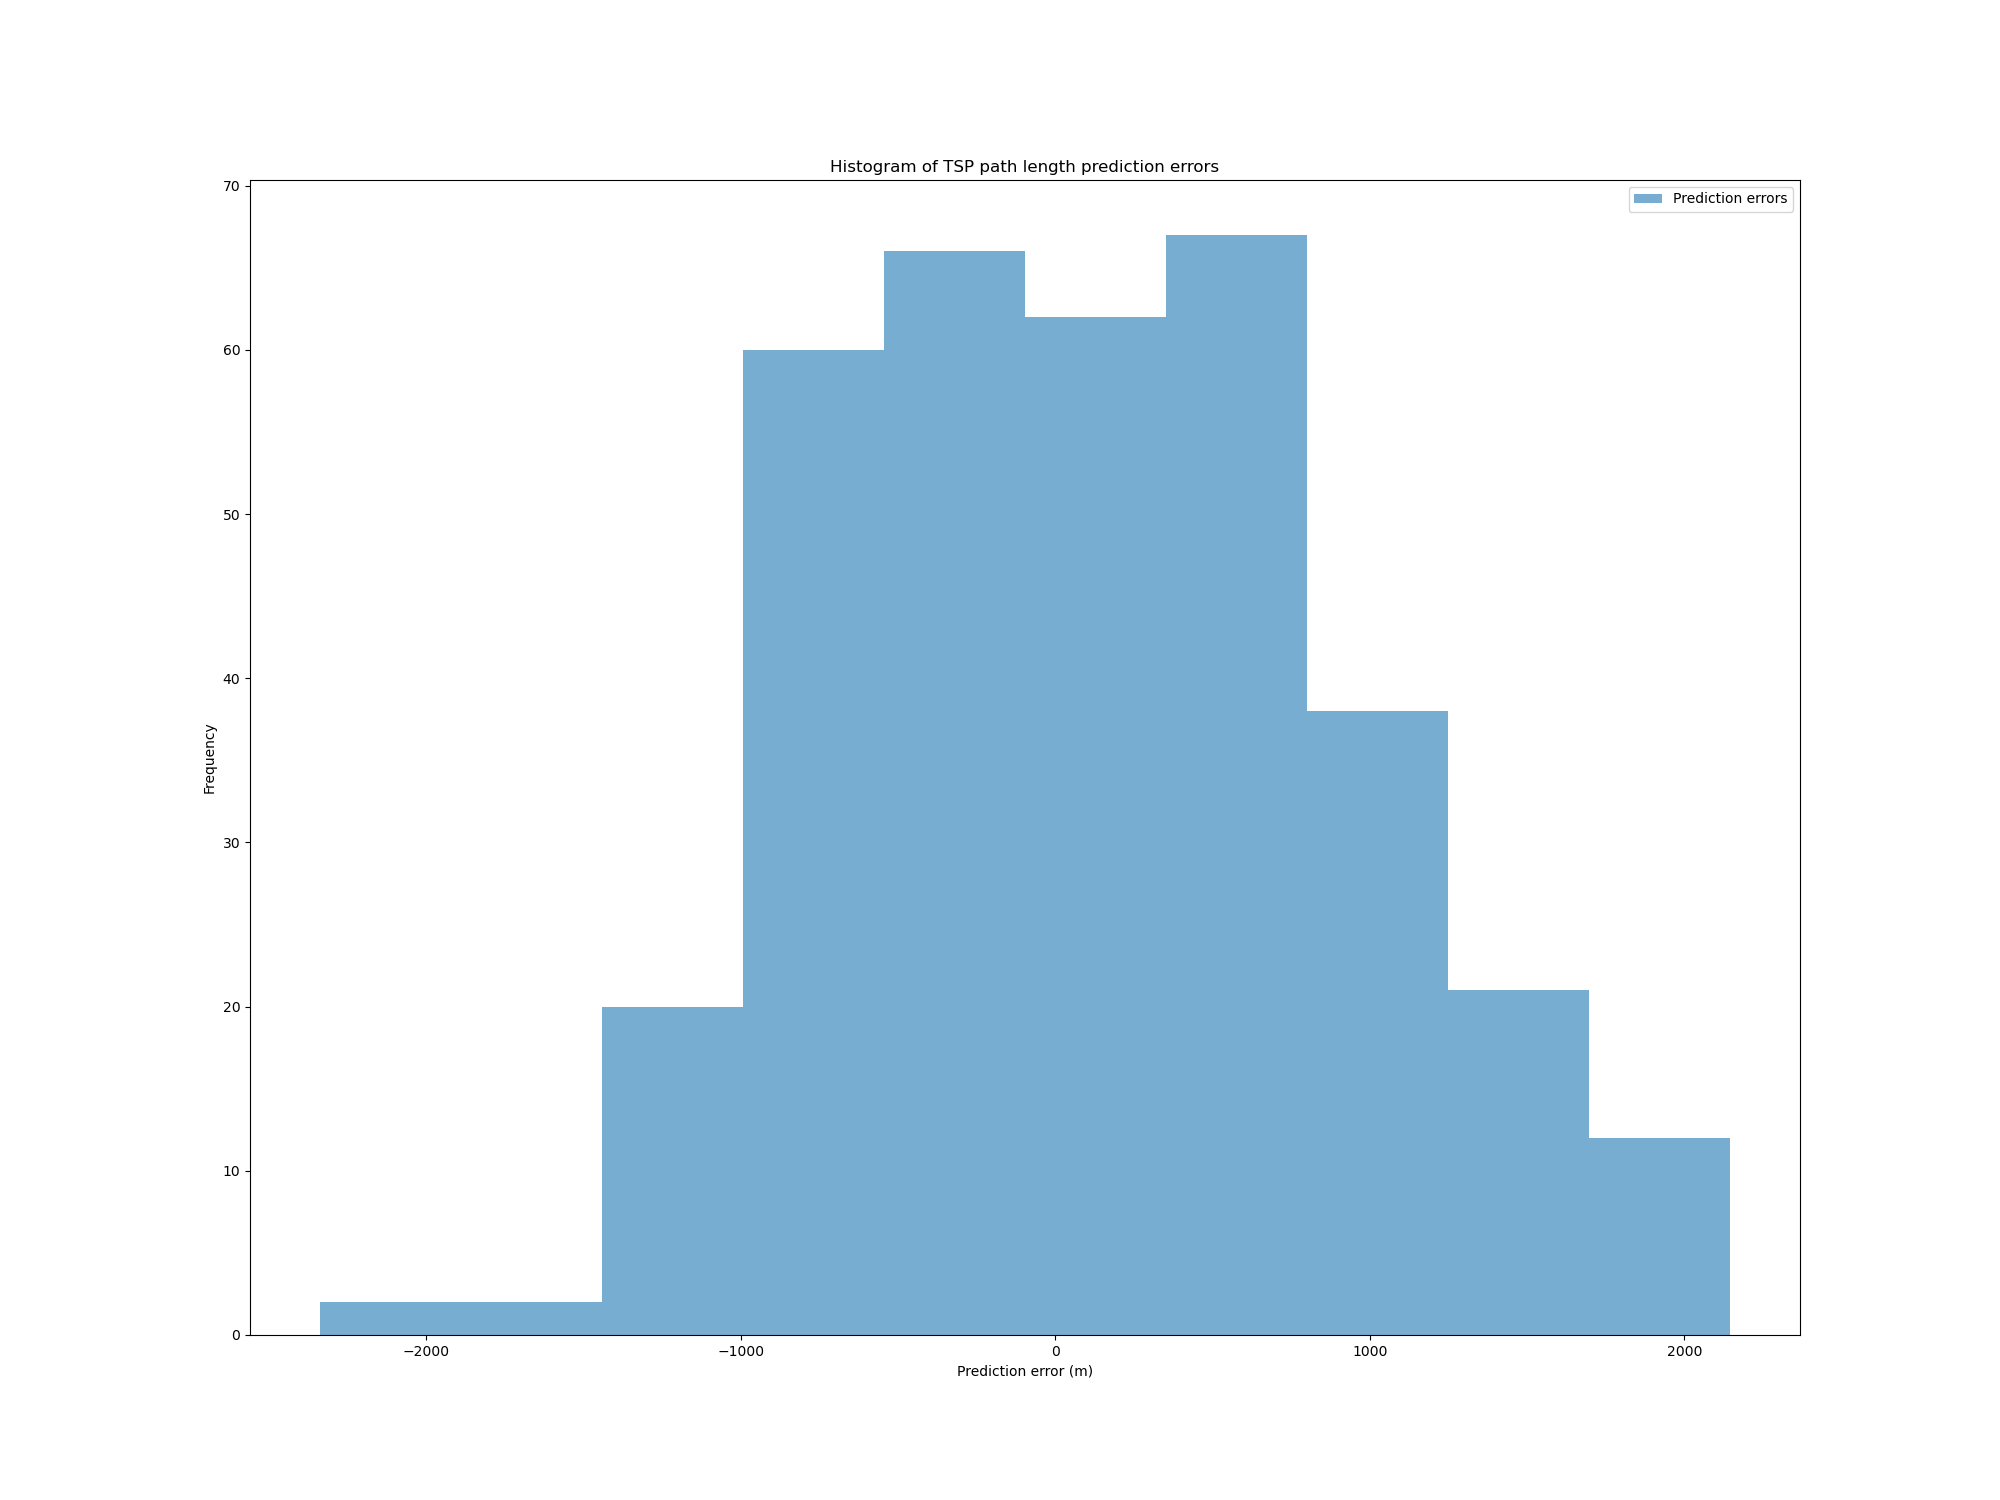 Histogram of TSP path length prediction errors
Prediction errors
70
60
50
40
30
20
10
0
Frequency
−2000 −1000 0 1000 2000
Prediction error (m)